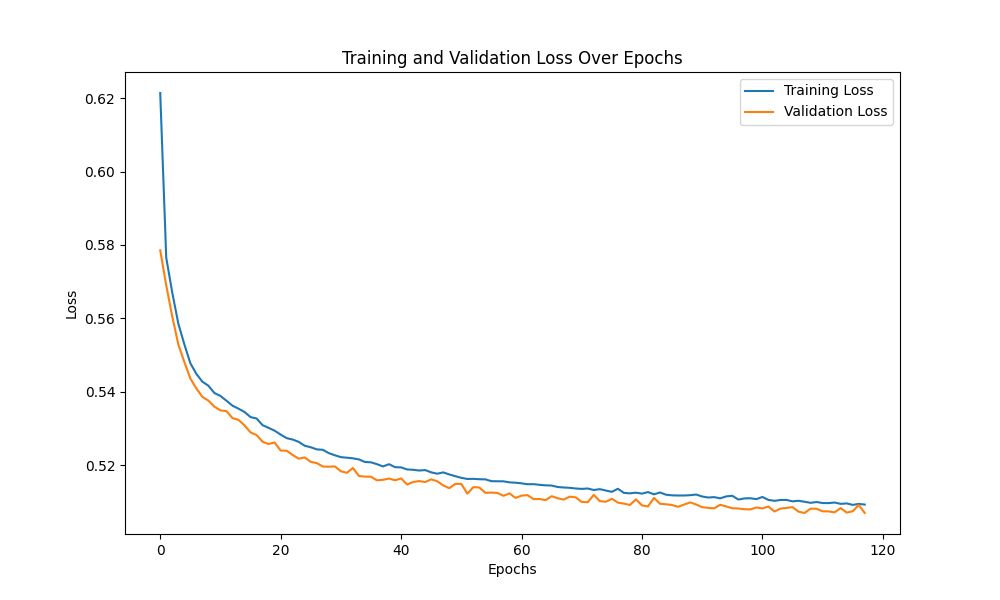 Training and Validation Loss Over Epochs
Training Loss
Validation Loss
0.62
0.60
0.58
0.56
0.54
0.52
Loss
0
20
40
60
80
100
120
Epochs